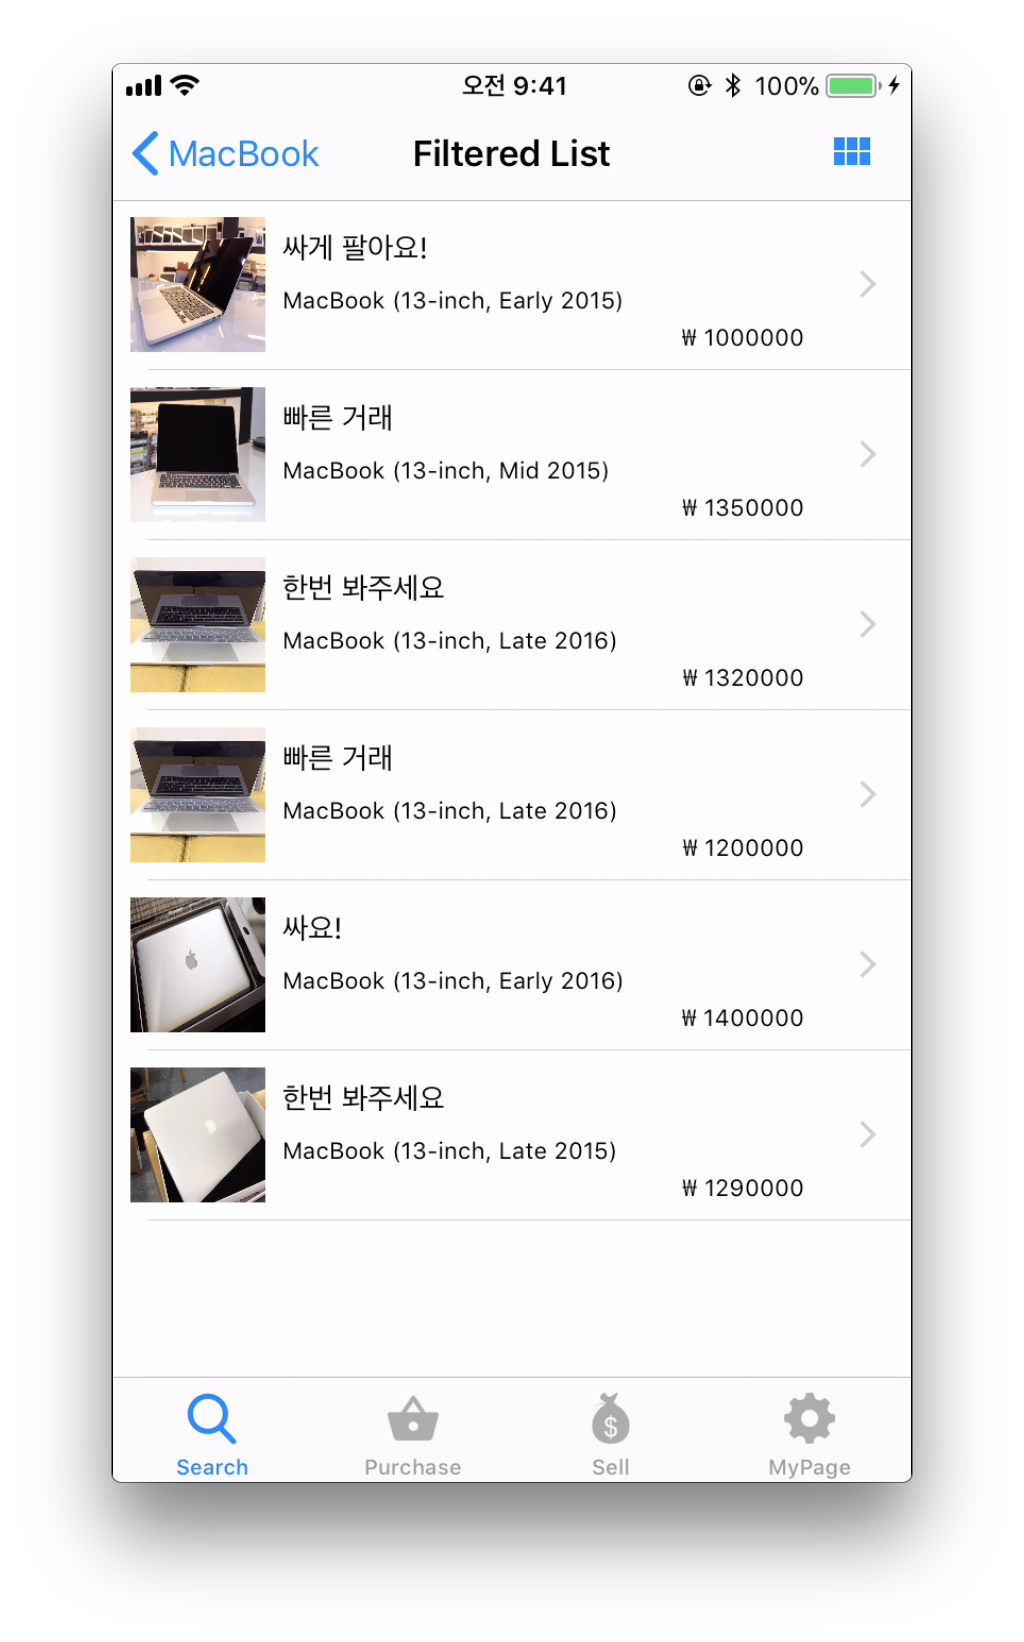 오전 9:41
100%
MacBook
Filtered List
싸게 팔아요!
MacBook (13-inch, Early 2015)
₩ 1000000
빠른 거래
MacBook (13-inch, Mid 2015)
₩ 1350000
한번 봐주세요
MacBook (13-inch, Late 2016)
₩ 1320000
빠른 거래
MacBook (13-inch, Late 2016)
₩ 1200000
싸요!
MacBook (13-inch, Early 2016)
₩ 1400000
한번 봐주세요
MacBook (13-inch, Late 2015)
₩ 1290000
Search
Purchase
$
Sell
MyPage